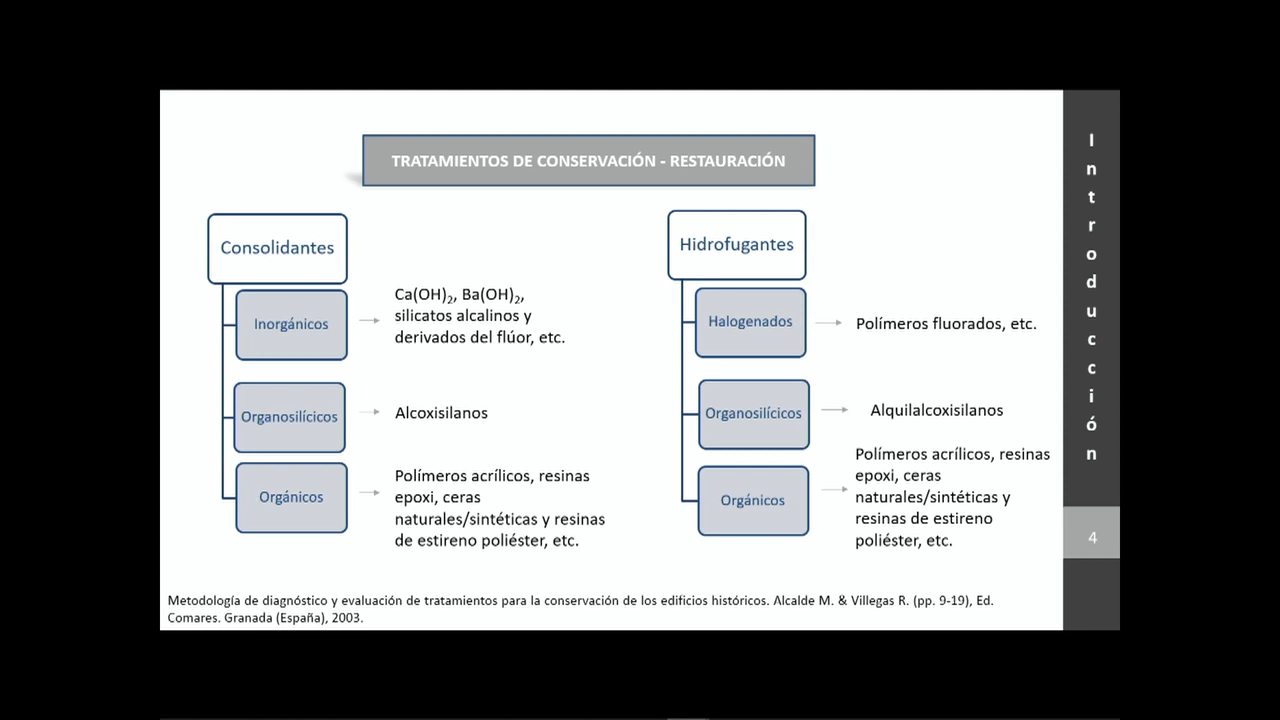 TRATAMIENTOS DE CONSERVACIÓN - RESTAURACIÓN
Consolidantes
Inorgánicos
Ca(OH)₂, Ba(OH)₂,
silicatos alcalinos y
derivados del flúor, etc.
Organosilícicos
Alcoxisilanos
Orgánicos
Polímeros acrílicos, resinas
epoxi, ceras
naturales/sintéticas y resinas
de estireno poliéster, etc.
Hidrofugantes
Halogenados
Polímeros fluorados, etc.
Organosilícicos
Alquilalcoxisilanos
Orgánicos
Polímeros acrílicos, resinas
epoxi, ceras
naturales/sintéticas y
resinas de estireno
poliéster, etc.
Metodología de diagnóstico y evaluación de tratamientos para la conservación de los edificios históricos. Alcalde M. & Villegas R. (pp. 9-19), Ed.
Comares. Granada (España), 2003.
Introducción
4